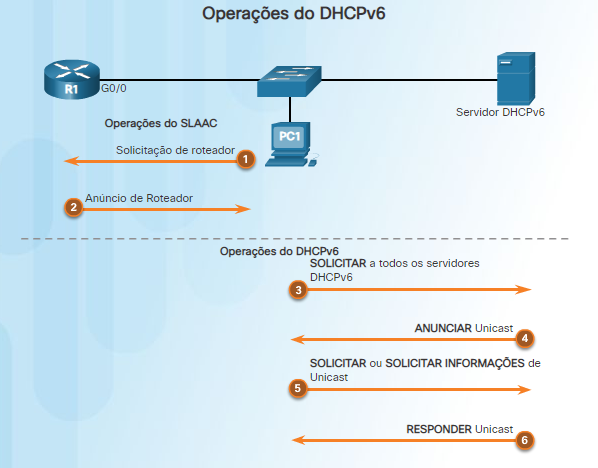 Operações do DHCPv6
R1
G0/0
Servidor DHCPv6
Operações do SLAAC
PC1
Solicitação de roteador
1
Anúncio de Roteador
2
Operações do DHCPv6
SOLICITAR a todos os servidores
DHCPv6
3
ANUNCIAR Unicast
4
SOLICITAR ou SOLICITAR INFORMAÇÕES de
Unicast
5
RESPONDER Unicast
6